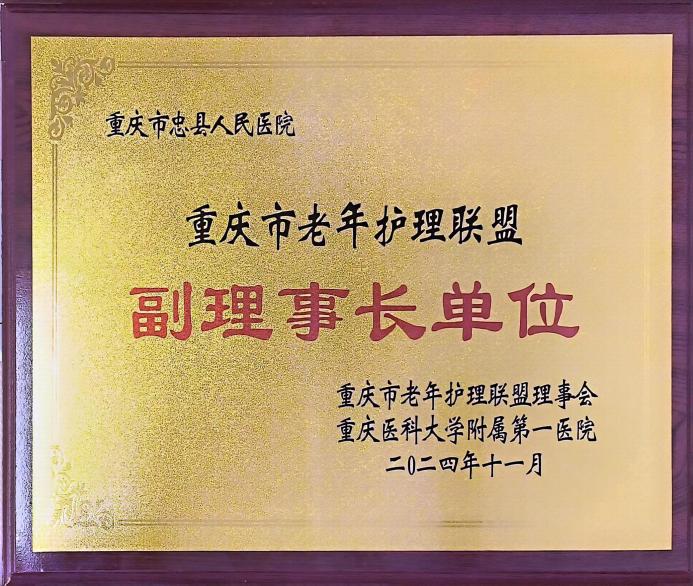 重庆市忠县人民医院
重庆市老年护理联盟
副理事长单位
重庆市老年护理联盟理事会
重庆医科大学附属第一医院
二0二四年十一月